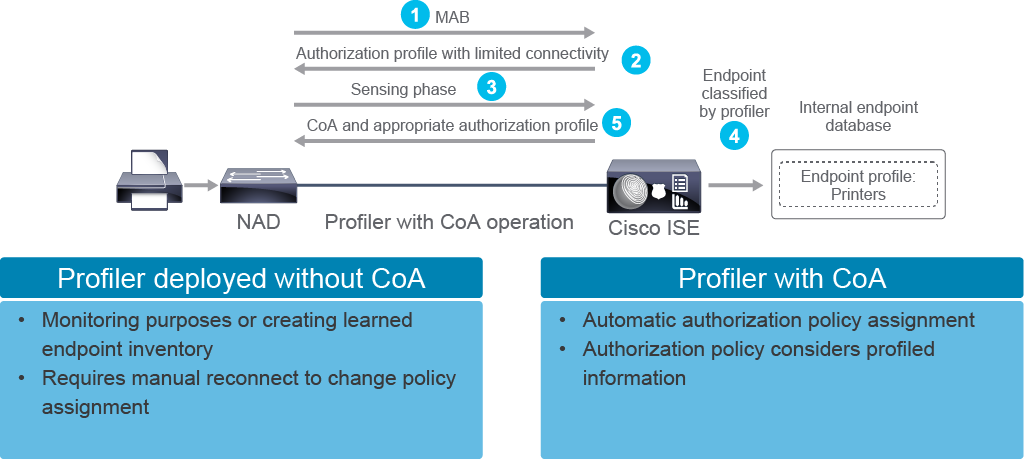 1 MAB
Authorization profile with limited connectivity 2
Sensing phase 3
CoA and appropriate authorization profile 5
Endpoint
classified
by profiler
4
Internal endpoint
database
Endpoint profile:
Printers
NAD
Profiler with CoA operation
Cisco ISE
Profiler deployed without CoA
• Monitoring purposes or creating learned
endpoint inventory
• Requires manual reconnect to change policy
assignment
Profiler with CoA
• Automatic authorization policy assignment
• Authorization policy considers profiled
information